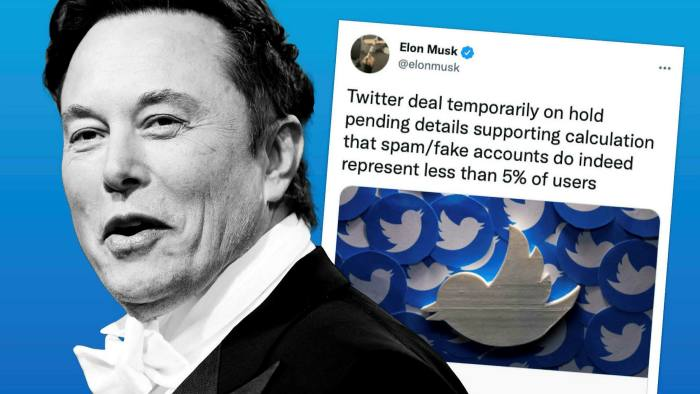 Elon Musk
@elonmusk
Twitter deal temporarily on hold
pending details supporting calculation
that spam/fake accounts do indeed
represent less than 5% of users